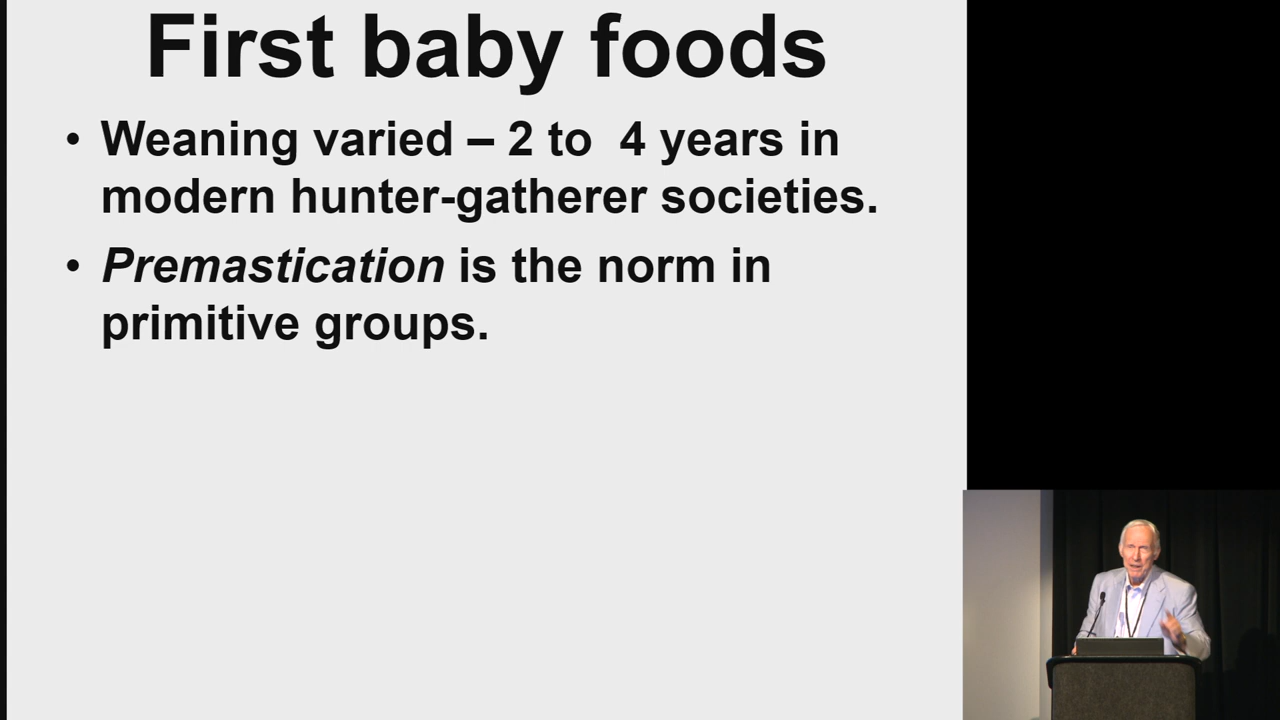 First baby foods
• Weaning varied – 2 to 4 years in
modern hunter-gatherer societies.
• Premastication is the norm in
primitive groups.